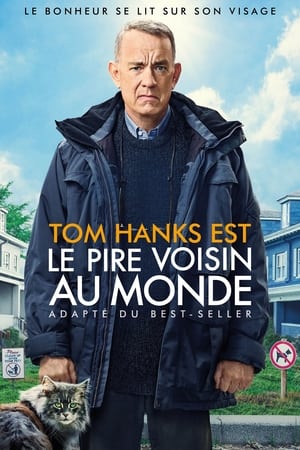 LE BONHEUR SE LIT SUR SON VISAGE
TOM HANKS EST
LE PIRE VOISIN
AU MONDE
ADAPTÉ DU BEST-SELLER
Please